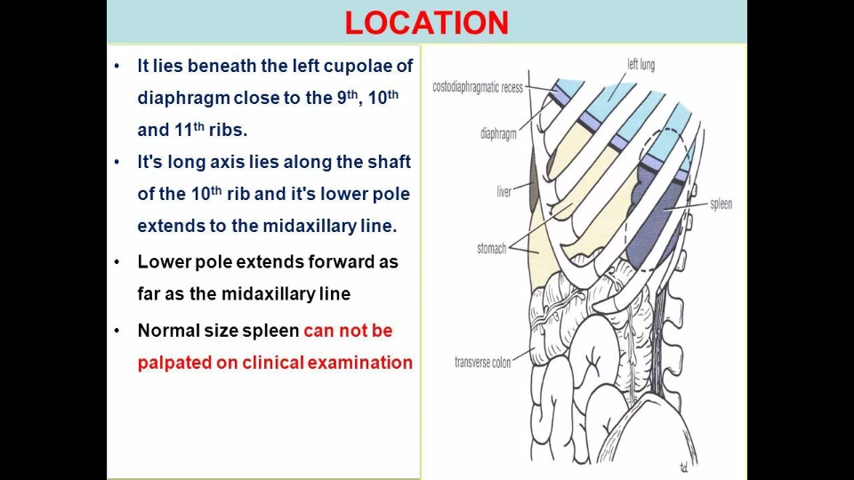 LOCATION
• It lies beneath the left cupolae of
diaphragm close to the 9th, 10th
and 11th ribs.
• It's long axis lies along the shaft
of the 10th rib and it's lower pole
extends to the midaxillary line.
• Lower pole extends forward as
far as the midaxillary line
• Normal size spleen can not be
palpated on clinical examination
left lung
costodiaphragmatic recess
diaphragm
liver
spleen
stomach
transverse colon
td